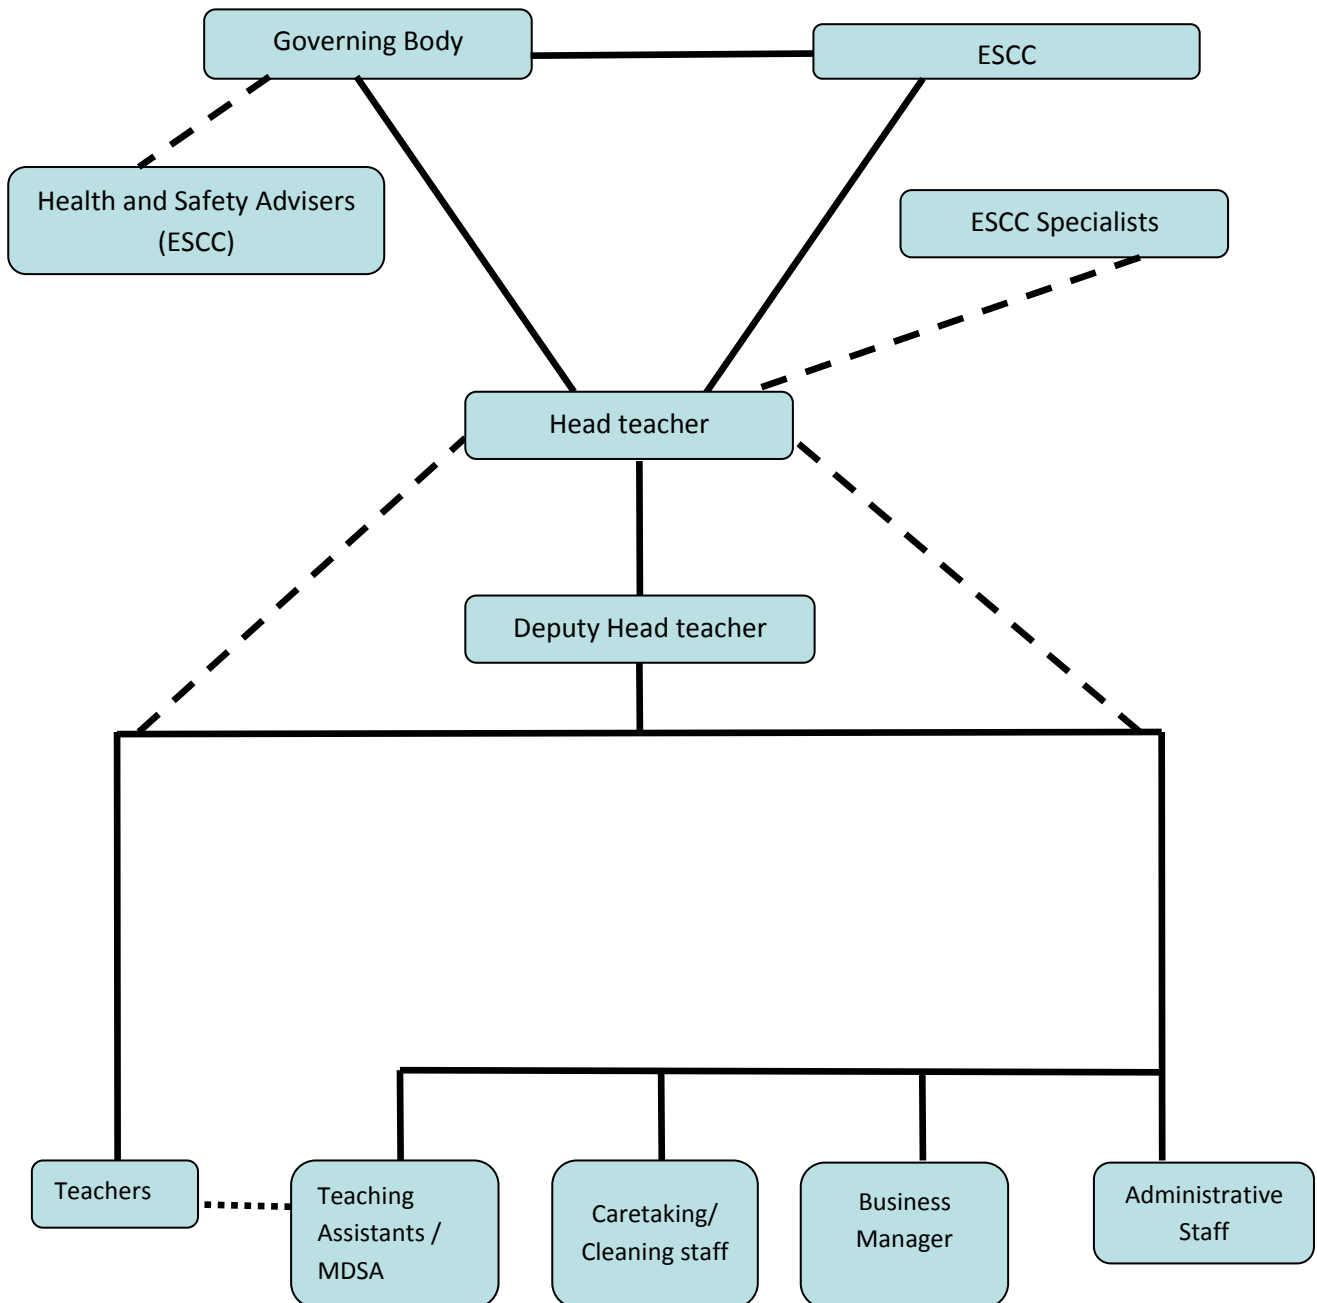 Governing Body
ESCC
Health and Safety Advisers
(ESCC)
ESCC Specialists
Head teacher
Deputy Head teacher
Teachers
Teaching
Assistants /
MDSA
Caretaking/
Cleaning staff
Business
Manager
Administrative
Staff